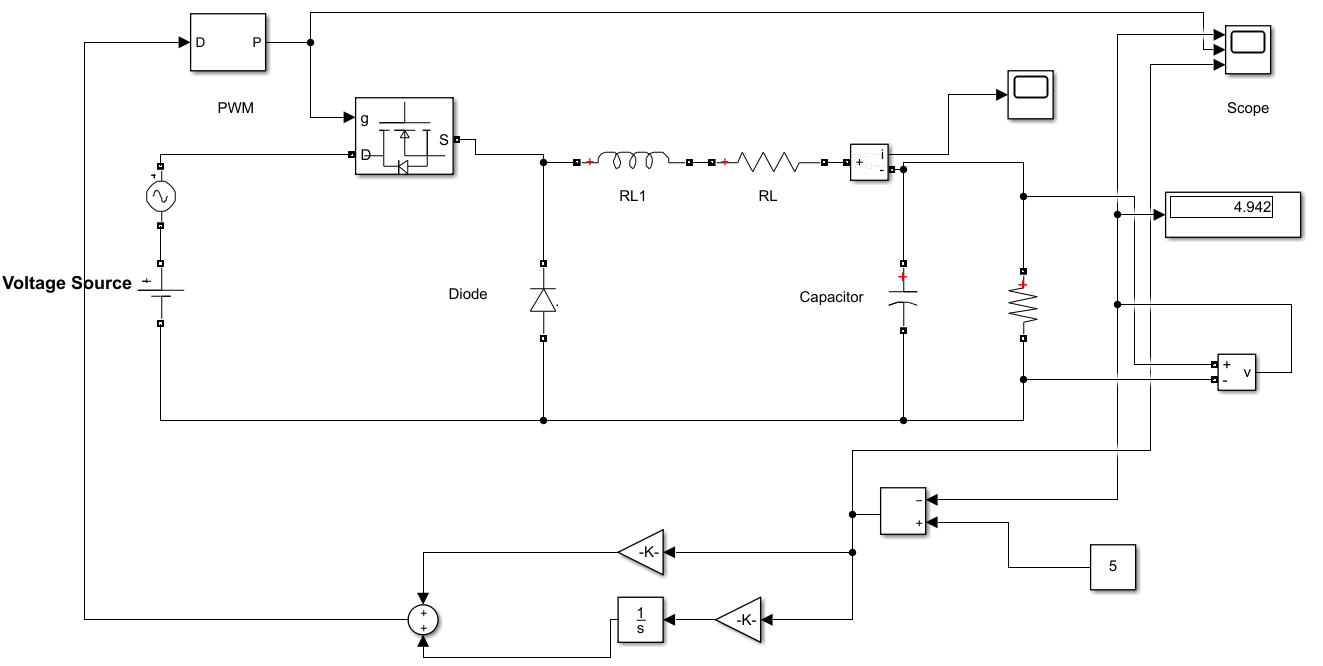 D P
PWM
g
S
D
i
+ -
Scope
RL1
RL
4.942
Voltage Source
Diode
Capacitor
+
v
-
−
+
5
-K-
1
s
-K-
+
+